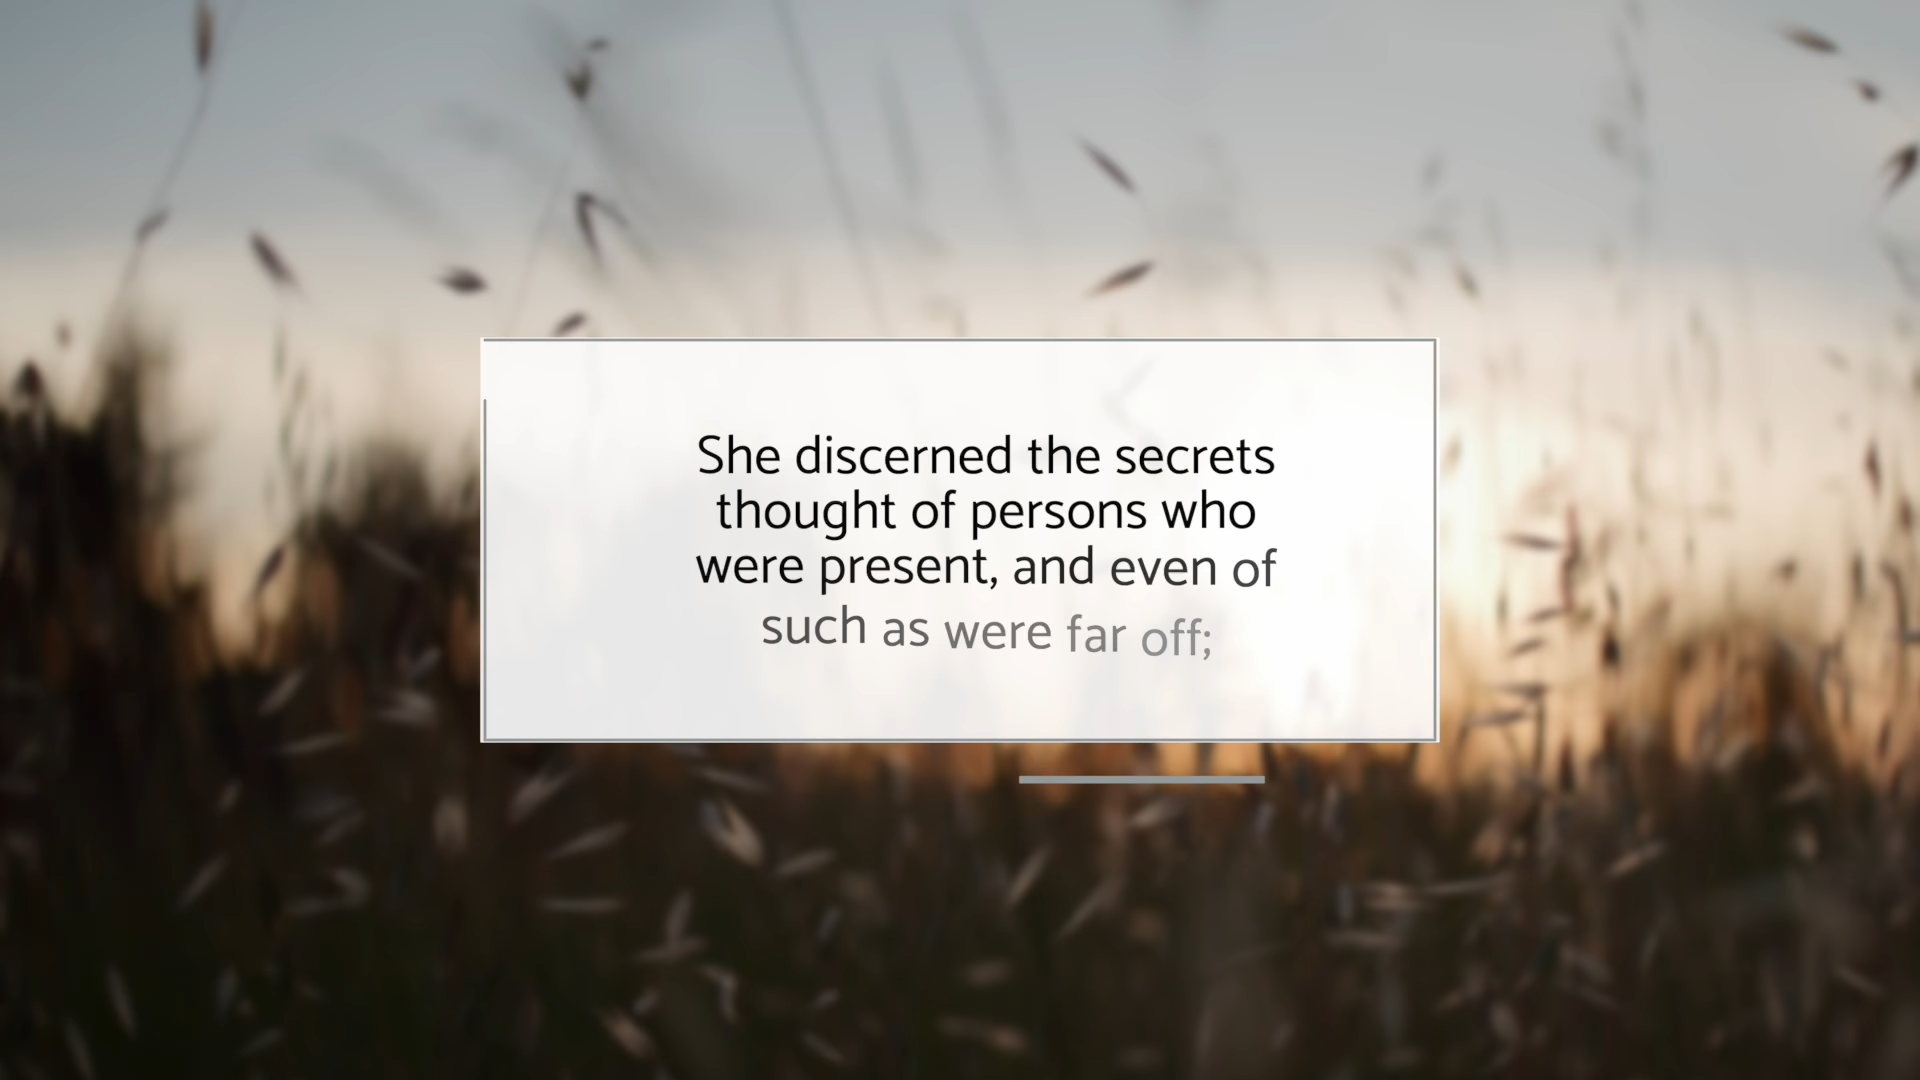 She discerned the secrets
thought of persons who
were present, and even of
such as were far off;